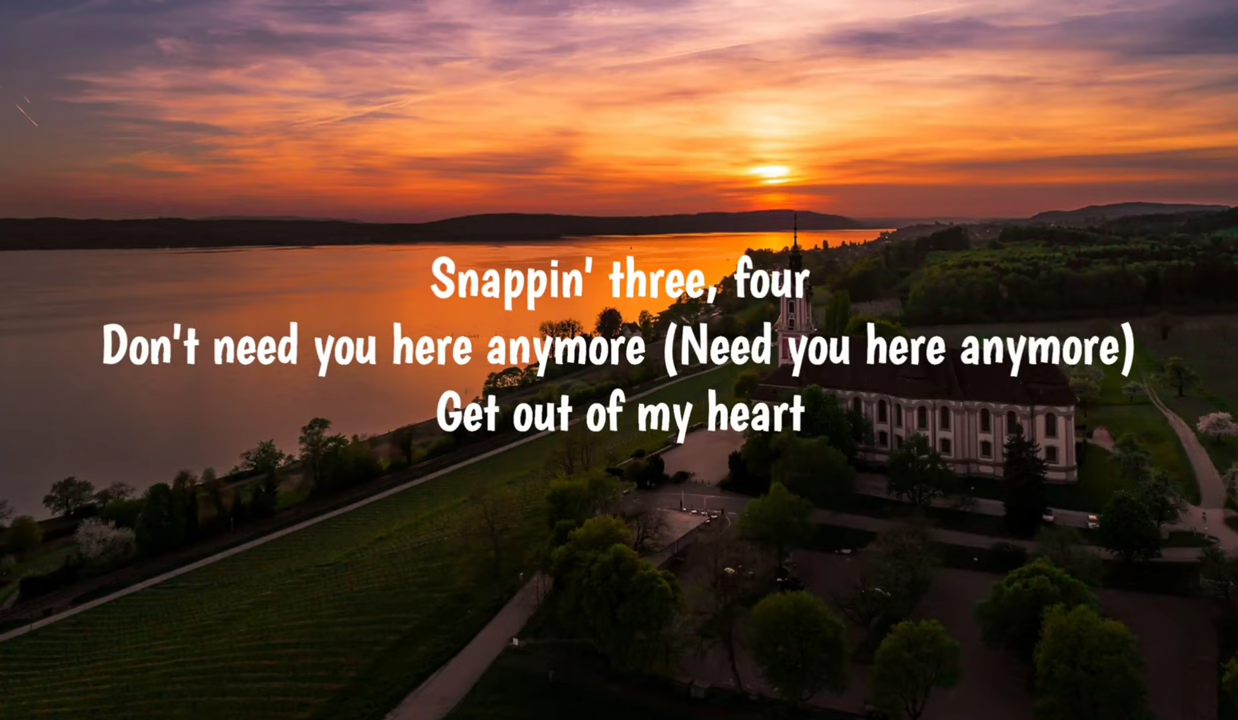 Snappin' three, four
Don't need you here anymore (Need you here anymore)
Get out of my heart